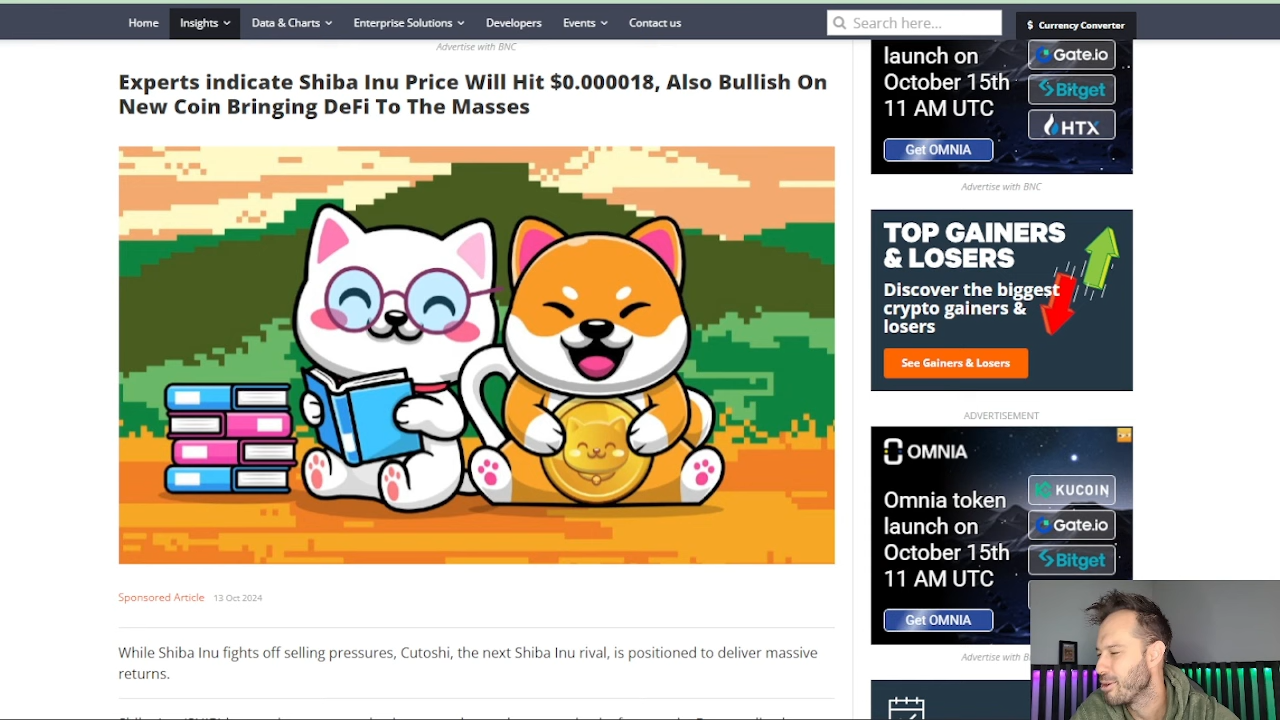 Home
Insights
Data & Charts
Enterprise Solutions
Developers
Events
Contact us
Search here...
$ Currency Converter
Advertise with BNC
Experts indicate Shiba Inu Price Will Hit $0.000018, Also Bullish On
New Coin Bringing DeFi To The Masses
Sponsored Article
13 Oct 2024
While Shiba Inu fights off selling pressures, Cutoshi, the next Shiba Inu rival, is positioned to deliver massive
returns.
launch on
October 15th
11 AM UTC
Get OMNIA
Gate.io
Bitget
HTX
Advertise with BNC
TOP GAINERS
& LOSERS
Discover the biggest
crypto gainers &
losers
See Gainers & Losers
ADVERTISEMENT
OMNIA
Omnia token
launch on
October 15th
11 AM UTC
Get OMNIA
KUCOIN
Gate.io
Bitget
Advertise with